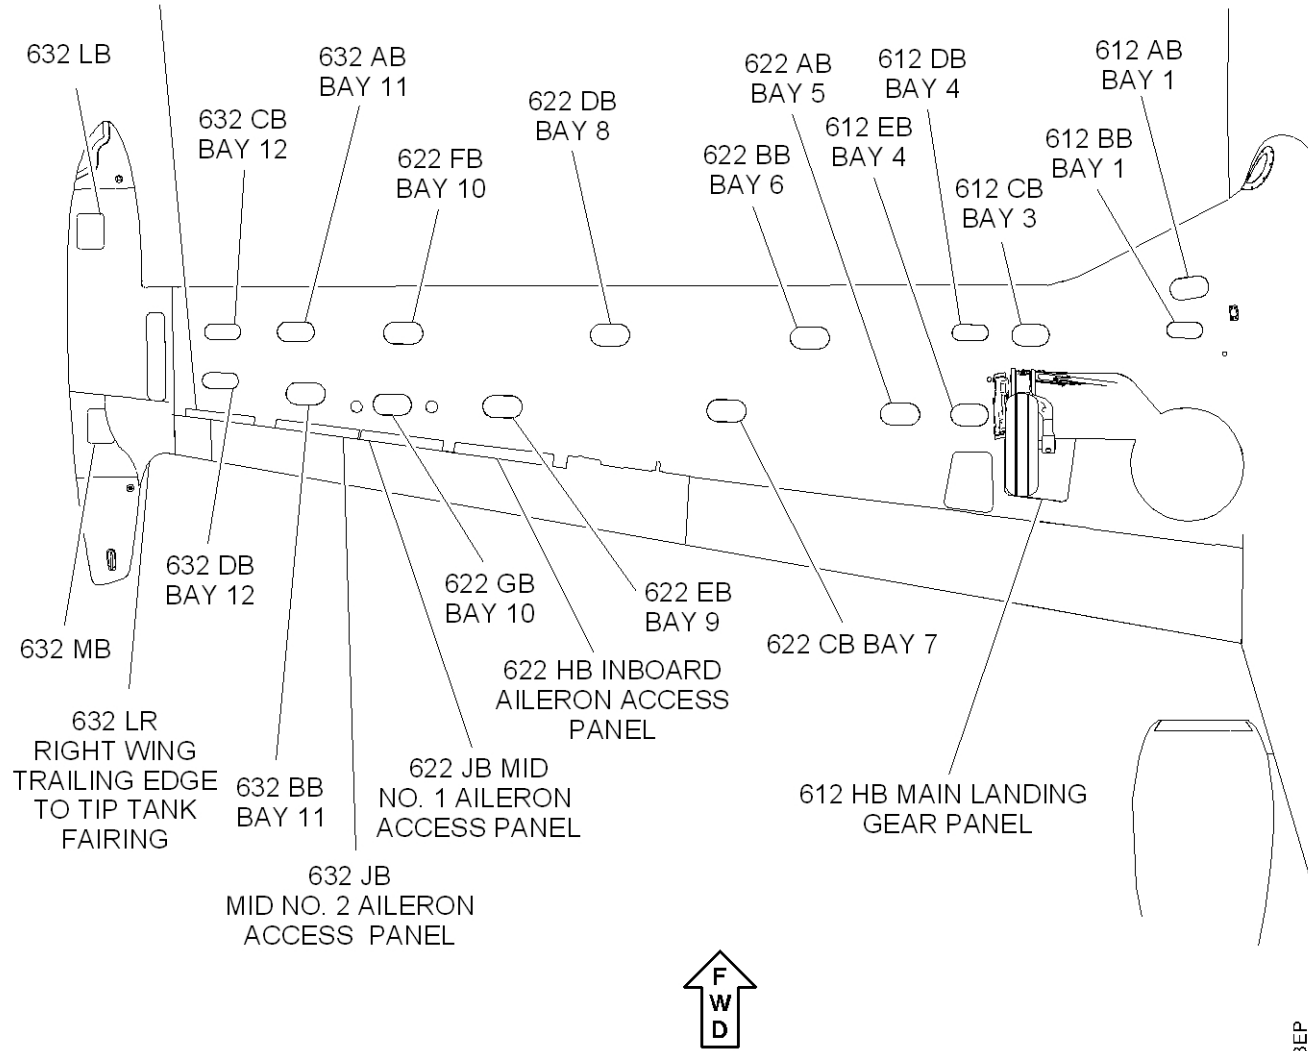 632 LB
632 AB
BAY 11
632 CB
BAY 12
622 FB
BAY 10
622 DB
BAY 8
622 AB
BAY 5
622 BB
BAY 6
612 DB
BAY 4
612 EB
BAY 4
612 AB
BAY 1
612 BB
BAY 1
612 CB
BAY 3
632 DB
BAY 12
622 GB
BAY 10
622 EB
BAY 9
622 CB BAY 7
632 MB
622 HB INBOARD
AILERON ACCESS
PANEL
632 LR
RIGHT WING
TRAILING EDGE
TO TIP TANK
FAIRING
632 BB
BAY 11
622 JB MID
NO. 1 AILERON
ACCESS PANEL
612 HB MAIN LANDING
GEAR PANEL
632 JB
MID NO. 2 AILERON
ACCESS PANEL
F
W
D